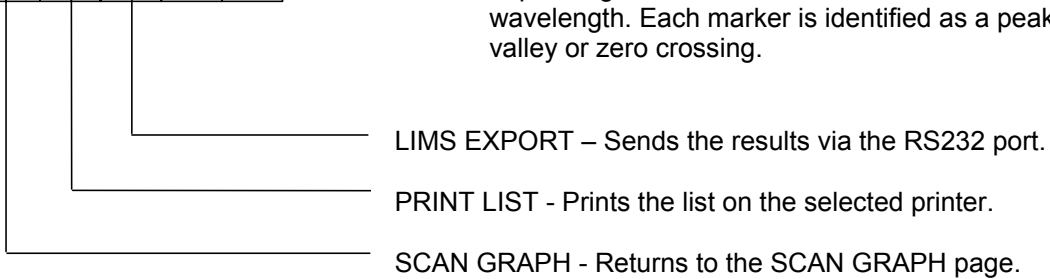 wavelength. Each marker is identified as a peak
valley or zero crossing.
LIMS EXPORT – Sends the results via the RS232 port.
PRINT LIST - Prints the list on the selected printer.
SCAN GRAPH - Returns to the SCAN GRAPH page.